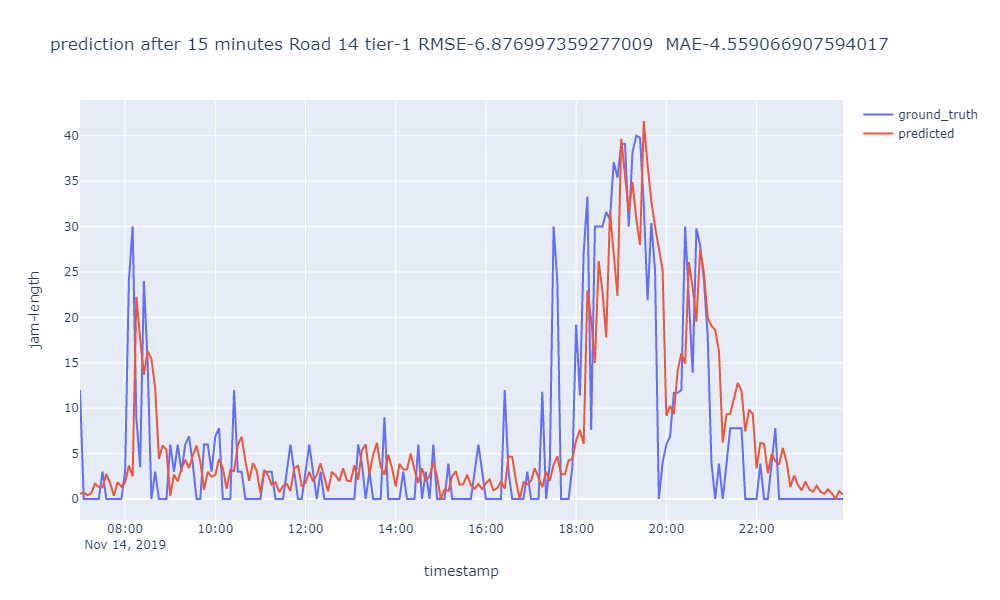 prediction after 15 minutes Road 14 tier-1 RMSE-6.876997359277009  MAE-4.559066907594017
ground_truth
predicted
jam-length
40
35
30
25
20
15
10
5
0
08:00 10:00 12:00 14:00 16:00 18:00 20:00 22:00
Nov 14, 2019
timestamp